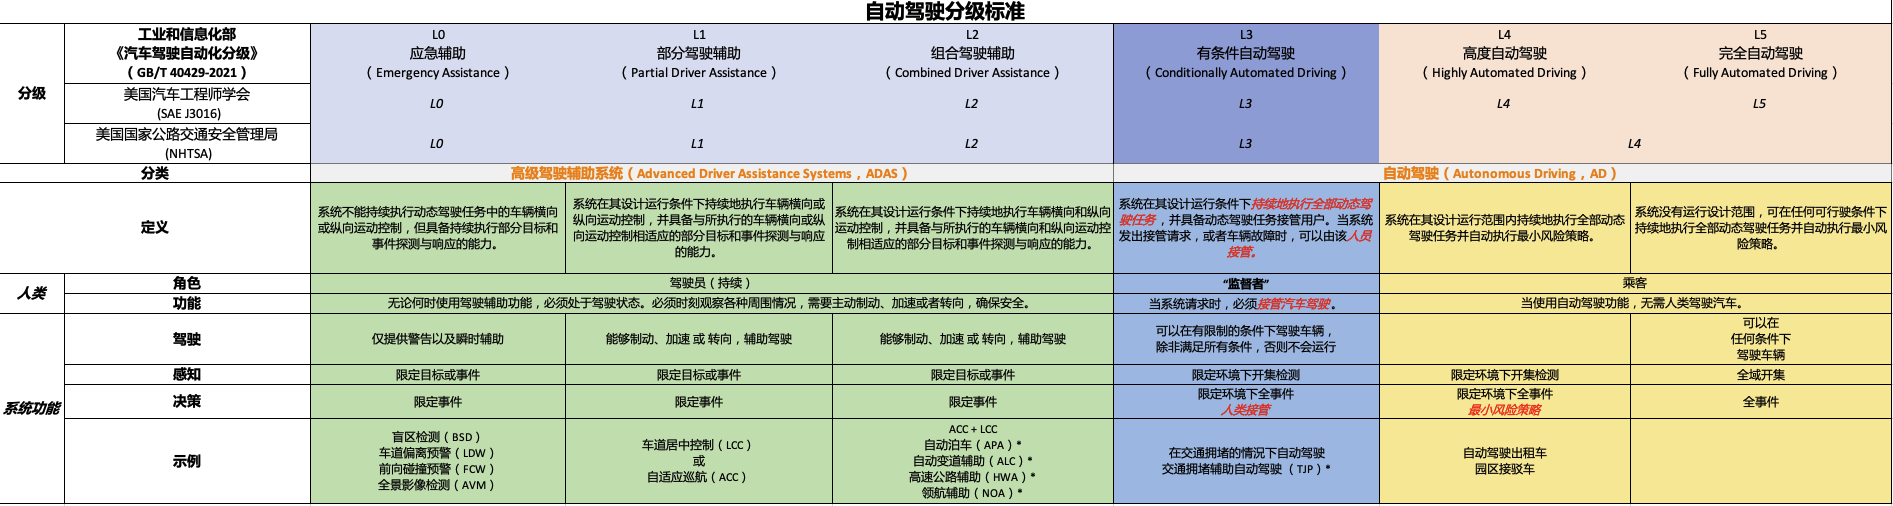 自动驾驶分级标准
分级
工业和信息化部
《汽车驾驶自动化分级》
（GB/T 40429-2021）
L0
应急辅助
（Emergency Assistance）
L1
部分驾驶辅助
（Partial Driver Assistance）
L2
组合驾驶辅助
（Combined Driver Assistance）
L3
有条件自动驾驶
（Conditionally Automated Driving）
L4
高度自动驾驶
（Highly Automated Driving）
L5
完全自动驾驶
（Fully Automated Driving）
美国汽车工程师学会
(SAE J3016)
L0
L1
L2
L3
L4
L5
美国国家公路交通安全管理局
(NHTSA)
L0
L1
L2
L3
L4
分类
高级驾驶辅助系统（Advanced Driver Assistance Systems，ADAS）
自动驾驶（Autonomous Driving，AD）
定义
系统不能持续执行动态驾驶任务中的车辆横向
或纵向运动控制，但具备持续执行部分目标和
事件探测与响应的能力。
系统在其设计运行条件下持续地执行车辆横向或
纵向运动控制，并具备与所执行的车辆横向或纵
向运动控制相适应的部分目标和事件探测与响应
的能力。
系统在其设计运行条件下持续地执行车辆横向和纵向
运动控制，并具备与所执行的车辆横向和纵向运动控
制相适应的部分目标和事件探测与响应的能力。
系统在其设计运行条件下持续地执行全部动态驾
驶任务，并具备动态驾驶任务接管用户。当系统
发出接管请求，或者车辆故障时，可以由该人员
接管。
系统在其设计运行范围内持续地执行全部动态
驾驶任务并自动执行最小风险策略。
系统没有运行设计范围，可在任何可行驶条件下
持续地执行全部动态驾驶任务并自动执行最小风
险策略。
人类
角色
驾驶员（持续）
“监督者”
乘客
功能
无论何时使用驾驶辅助功能，必须处于驾驶状态。必须时刻观察各种周围情况，需要主动制动、加速或者转向，确保安全。
当系统请求时，必须接管汽车驾驶。
当使用自动驾驶功能，无需人类驾驶汽车。
系统功能
驾驶
仅提供警告以及瞬时辅助
能够制动、加速 或 转向，辅助驾驶
能够制动、加速 或 转向，辅助驾驶
可以在有限制的条件下驾驶车辆，
除非满足所有条件，否则不会运行
可以在
任何条件下
驾驶车辆
感知
限定目标或事件
限定目标或事件
限定目标或事件
限定环境下开集检测
限定环境下开集检测
全域开集
决策
限定事件
限定事件
限定事件
限定环境下全事件
人类接管
限定环境下全事件
最小风险策略
全事件
示例
盲区检测（BSD）
车道偏离预警（LDW）
前向碰撞预警（FCW）
全景影像检测（AVM）
车道居中控制（LCC）
或
自适应巡航（ACC）
ACC + LCC
自动泊车（APA）*
自动变道辅助（ALC）*
高速公路辅助（HWA）*
领航辅助（NOA）*
在交通拥堵的情况下自动驾驶
交通拥堵辅助自动驾驶 （TJP）*
自动驾驶出租车
园区接驳车